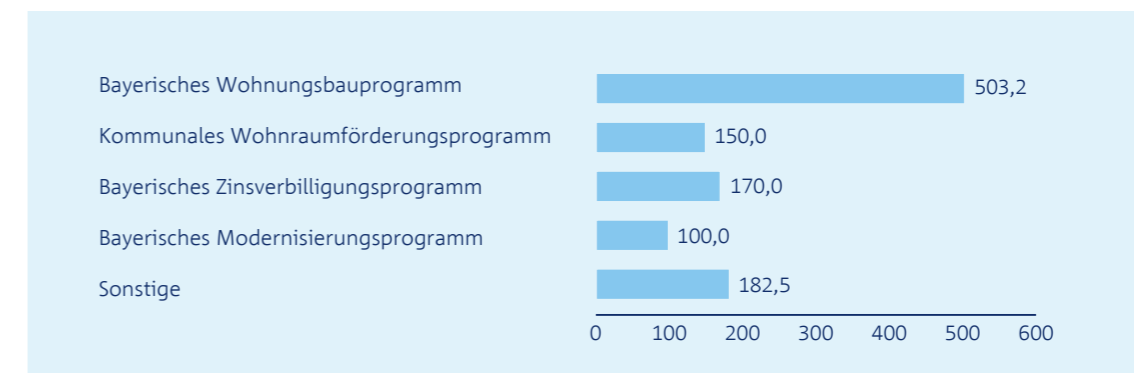 Bayerisches Wohnungsbauprogramm 503,2
Kommunales Wohnraumförderungsprogramm 150,0
Bayerisches Zinsverbilligungsprogramm 170,0
Bayerisches Modernisierungsprogramm 100,0
Sonstige 182,5
0 100 200 300 400 500 600